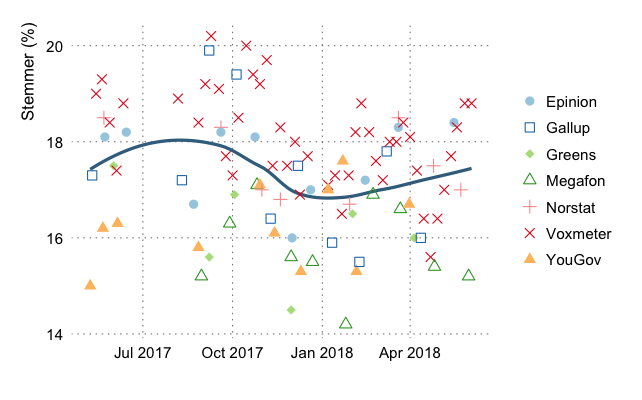 Stemmer (%)
20
18
16
14
Jul 2017
Oct 2017
Jan 2018
Apr 2018
Epinion
Gallup
Greens
Megafon
Norstat
Voxmeter
YouGov